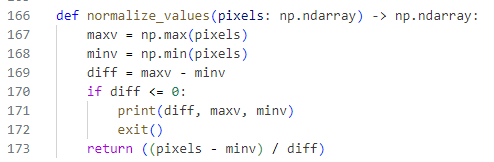 166 def normalize_values(pixels: np.ndarray) -> np.ndarray:
167     maxv = np.max(pixels)
168     minv = np.min(pixels)
169     diff = maxv - minv
170     if diff <= 0:
171         print(diff, maxv, minv)
172         exit()
173     return ((pixels - minv) / diff)